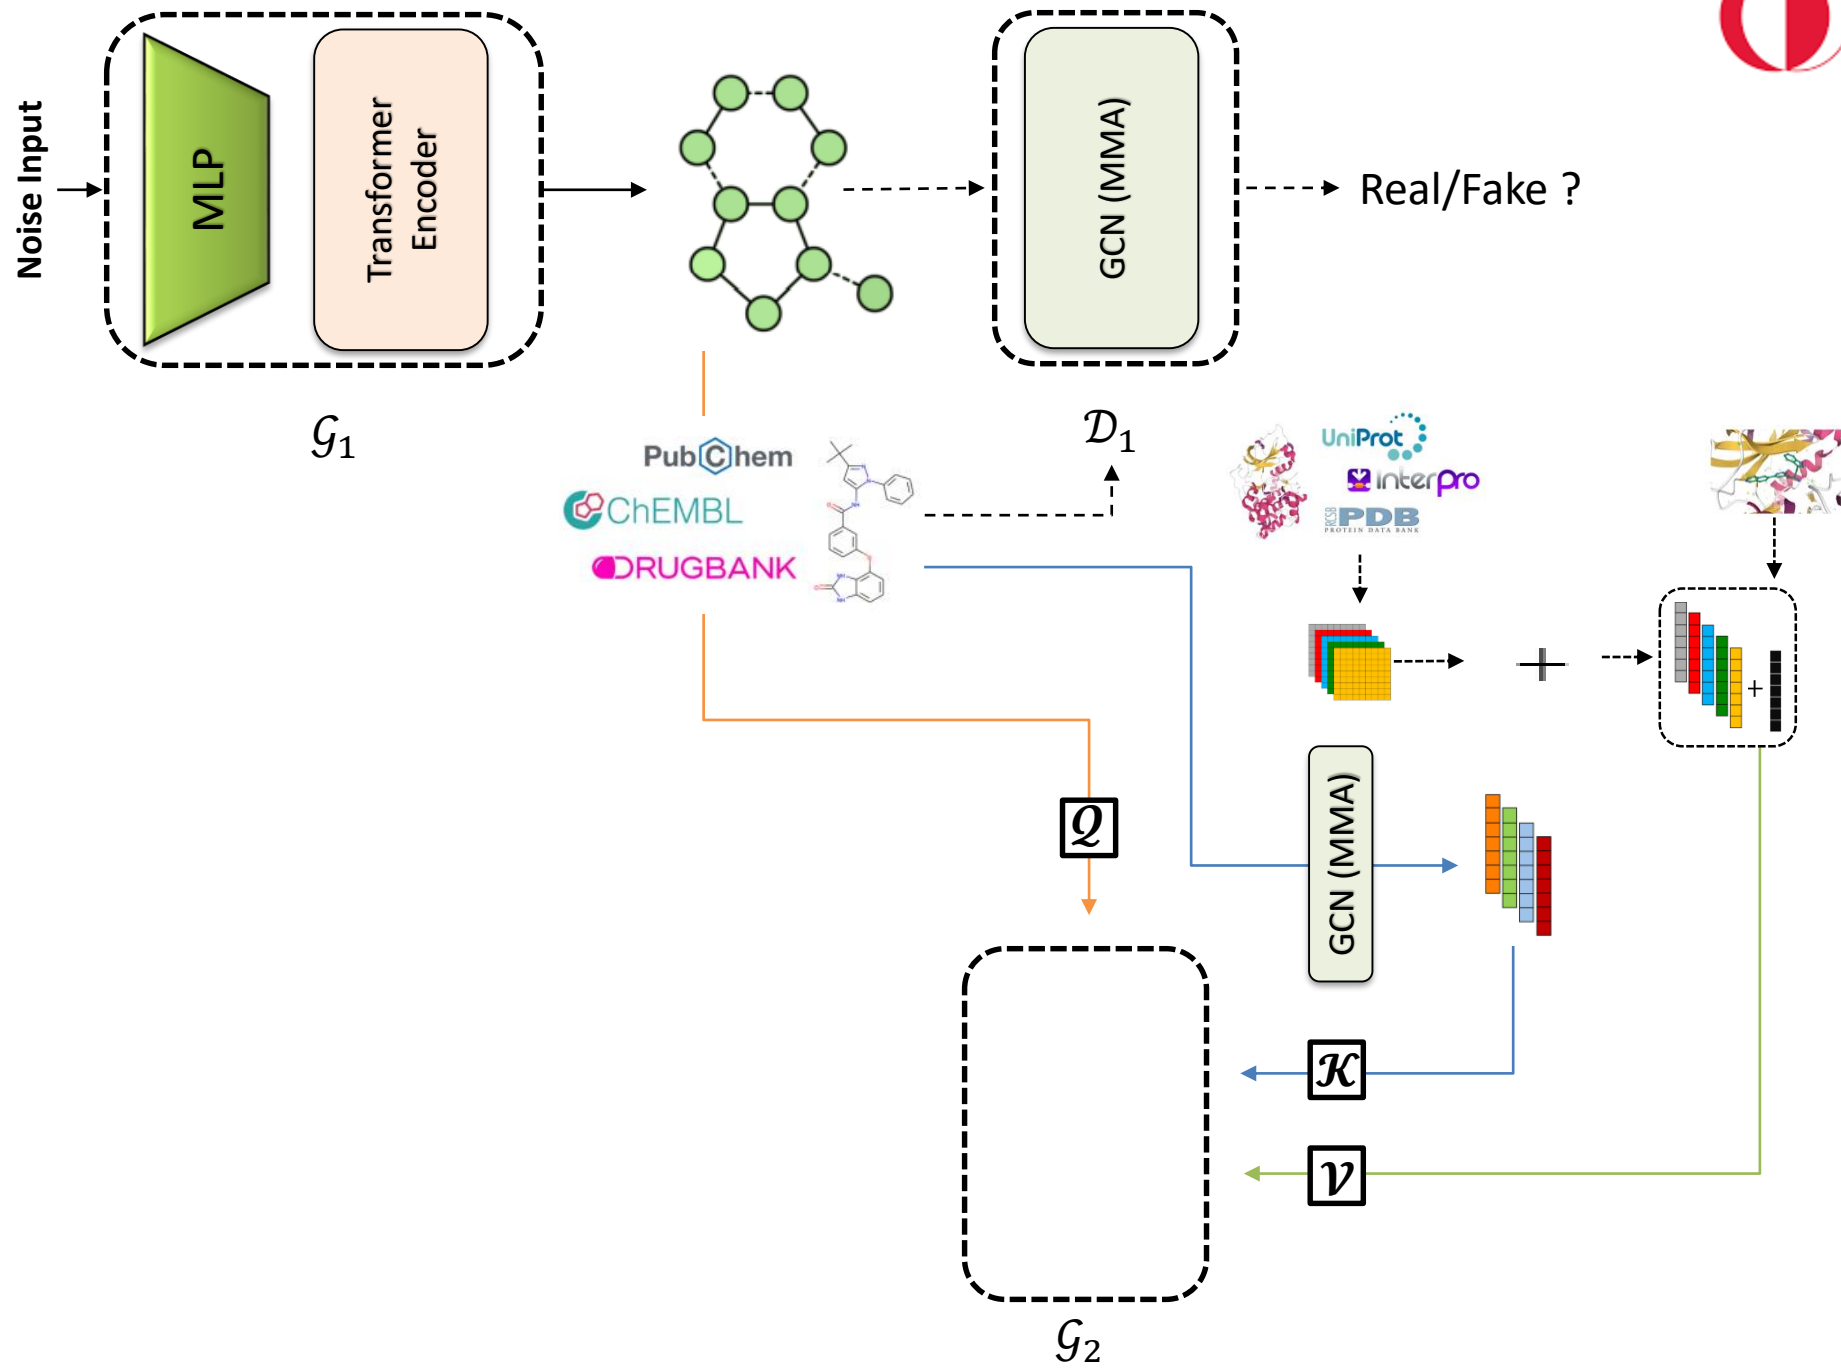 Noise Input
MLP
Transformer
Encoder
GCN (MMA)
Real/Fake ?
𝒢1
𝒟1
PubChem
ChEMBL
DRUGBANK
UniProt
interpro
RCSB
PDB
PROTEIN DATA BANK
+
+
𝒬
GCN (MMA)
𝒦
𝒱
𝒢2